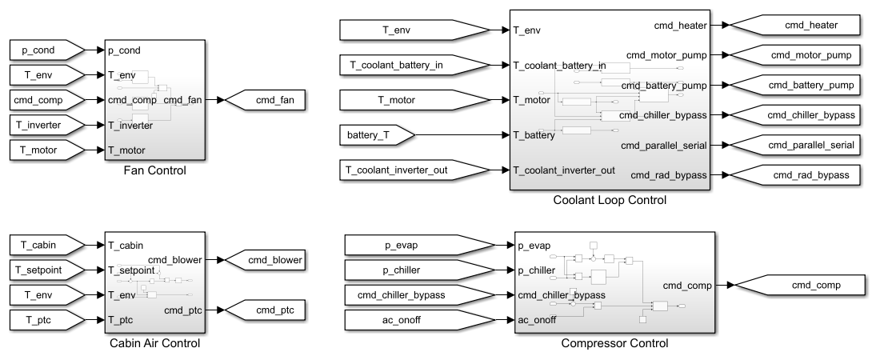 p_cond
T_env
cmd_comp
T_inverter
T_motor
p_cond
T_env
cmd_comp
T_inverter
T_motor
cmd_fan
cmd_fan
Fan Control
T_env
T_coolant_battery_in
T_motor
battery_T
T_coolant_inverter_out
T_env
T_coolant_battery_in
T_motor
T_battery
T_coolant_inverter_out
cmd_heater
cmd_motor_pump
cmd_battery_pump
cmd_chiller_bypass
cmd_parallel_serial
cmd_rad_bypass
cmd_heater
cmd_motor_pump
cmd_battery_pump
cmd_chiller_bypass
cmd_parallel_serial
cmd_rad_bypass
Coolant Loop Control
T_cabin
T_setpoint
T_env
T_ptc
T_cabin
T_setpoint
T_env
T_ptc
cmd_blower
cmd_ptc
cmd_blower
cmd_ptc
Cabin Air Control
p_evap
p_chiller
cmd_chiller_bypass
ac_onoff
p_evap
p_chiller
cmd_chiller_bypass
ac_onoff
cmd_comp
cmd_comp
Compressor Control